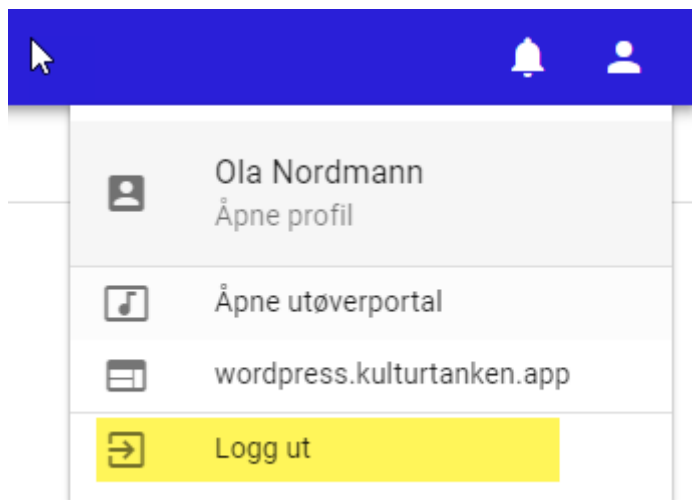 Ola Nordmann
Åpne profil
Åpne utøverportal
wordpress.kulturtanken.app
Logg ut